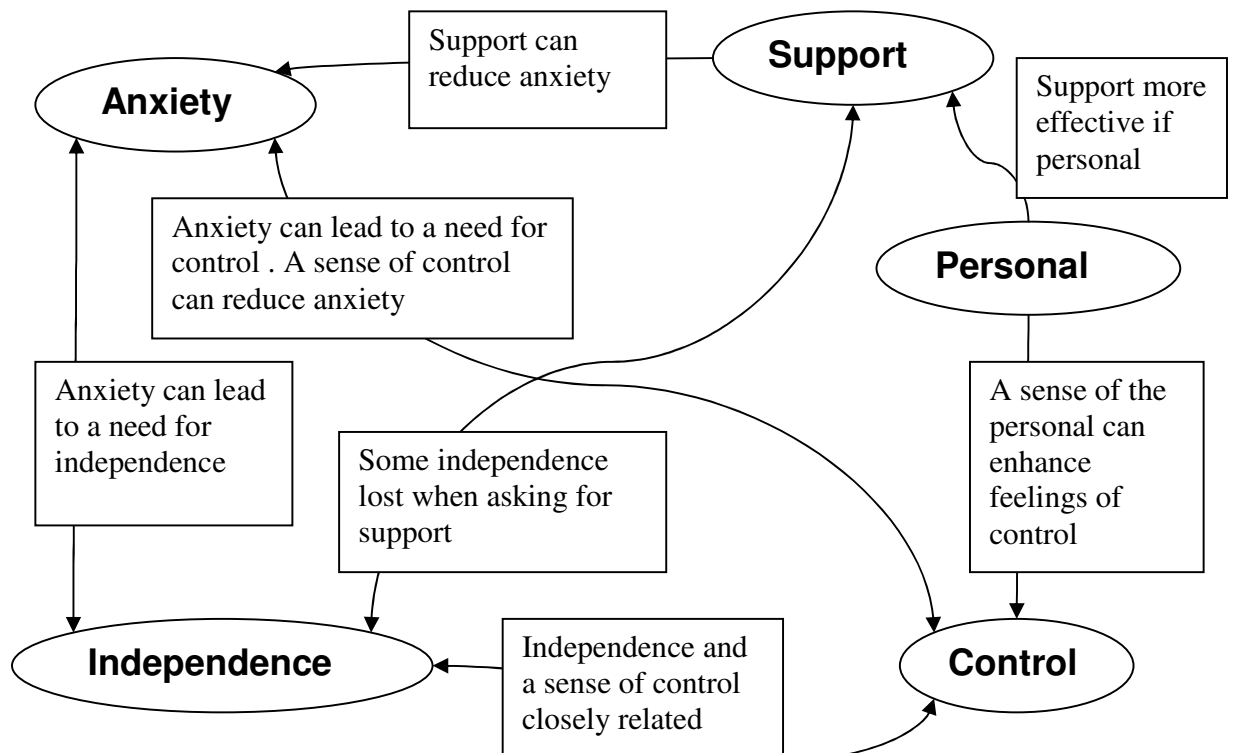 Support can
reduce anxiety
Support
Anxiety
Support more
effective if
personal
Anxiety can lead to a need for
control . A sense of control
can reduce anxiety
Personal
Anxiety can lead
to a need for
independence
Some independence
lost when asking for
support
A sense of the
personal can
enhance
feelings of
control
Independence
Independence and
a sense of control
closely related
Control